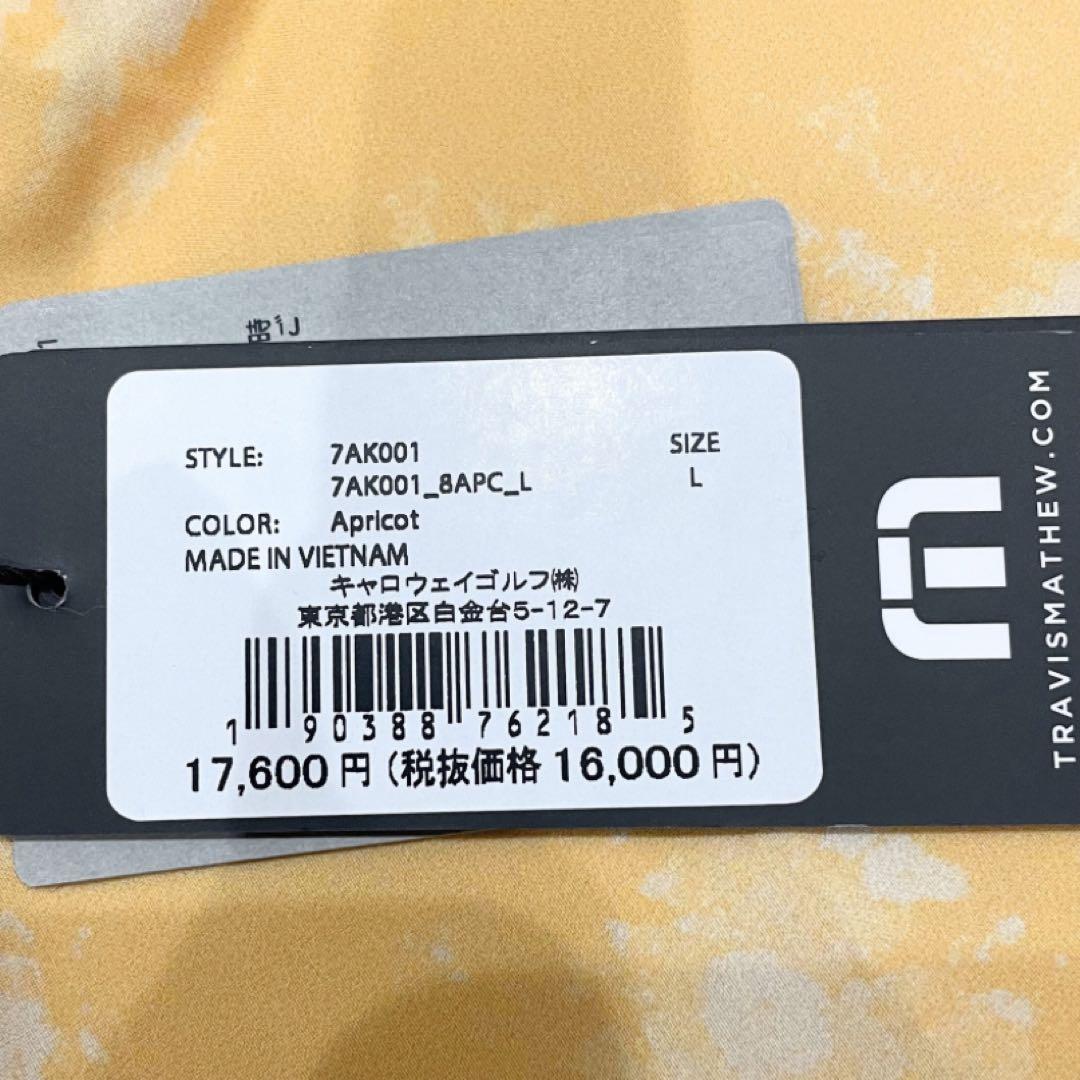 STYLE: 7AK001 SIZE
7AK001_8APC_L L
COLOR: Apricot
MADE IN VIETNAM
キャロウェイゴルフ㈱
東京都港区白金台5-12-7
1 90388 76218 5
17,600 円 (税抜価格 16,000 円)
TRAVISMATHEW.COM